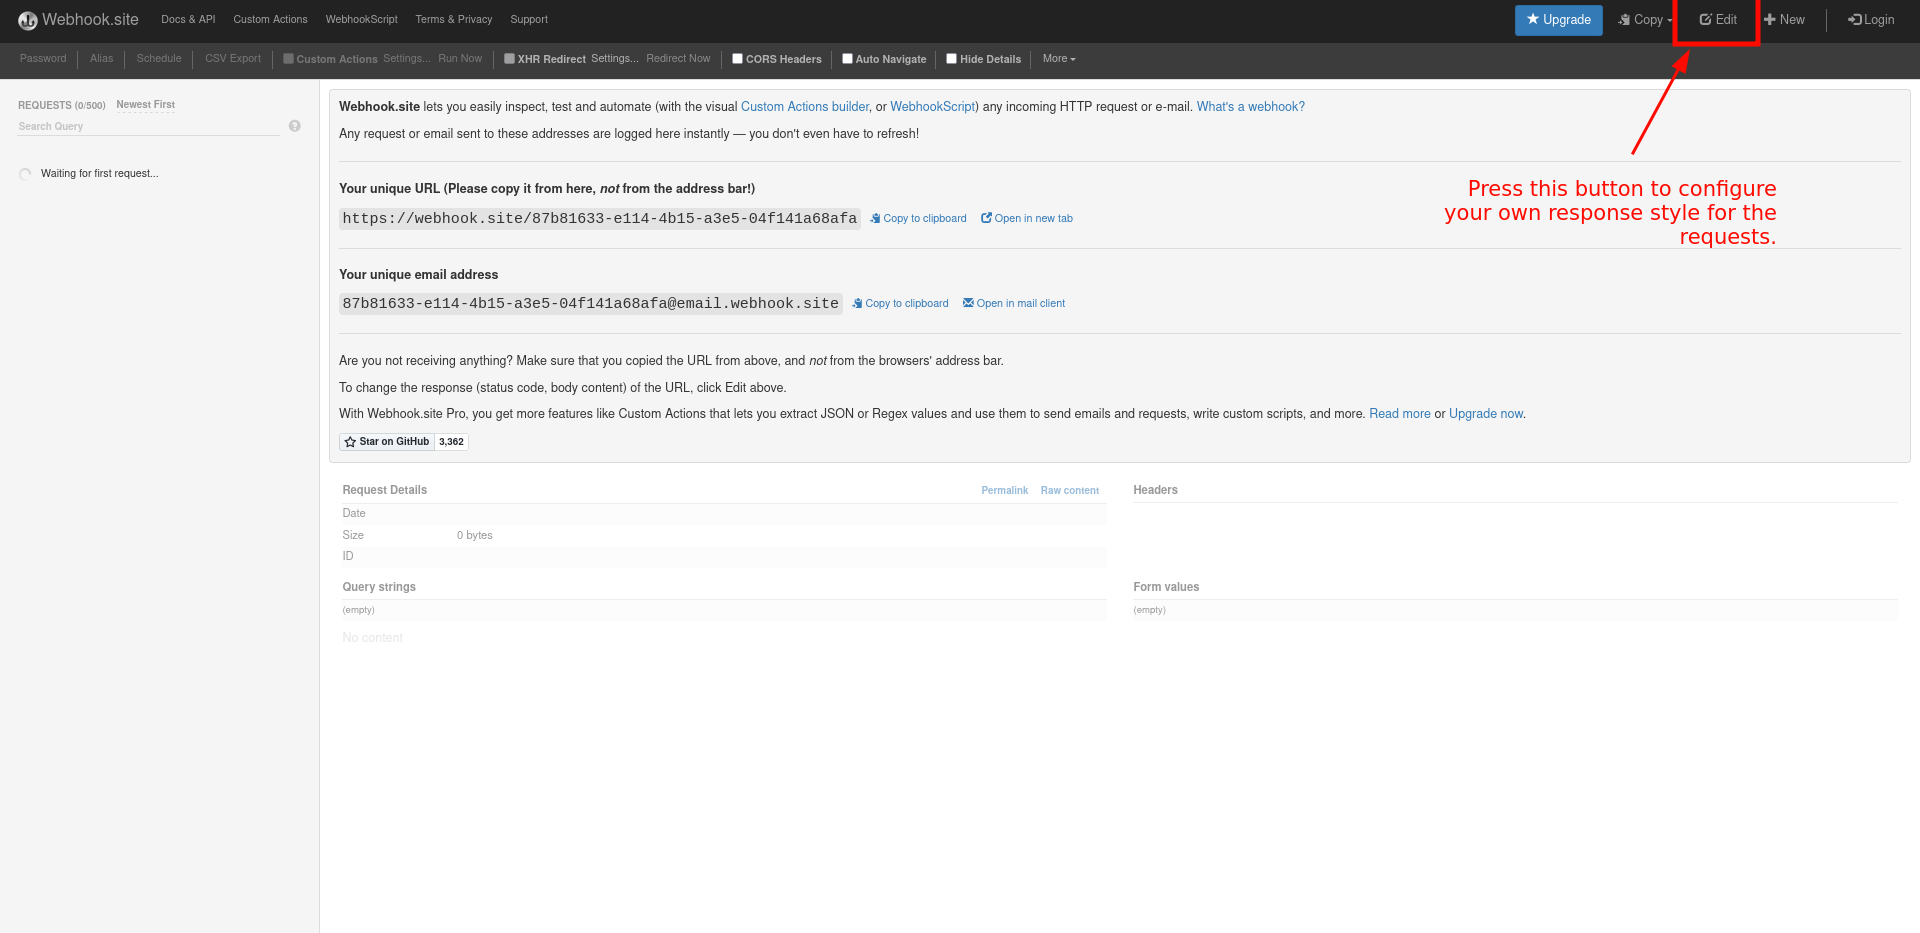 Webhook.site Docs & API Custom Actions WebhookScript Terms & Privacy Support Upgrade Copy Edit New Login
Password Alias Schedule CSV Export Custom Actions Settings... Run Now XHR Redirect Settings... Redirect Now CORS Headers Auto Navigate Hide Details More
REQUESTS (0/500) Newest First
Search Query
Waiting for first request...
Webhook.site lets you easily inspect, test and automate (with the visual Custom Actions builder, or WebhookScript) any incoming HTTP request or e-mail. What's a webhook?
Any request or email sent to these addresses are logged here instantly — you don't even have to refresh!
Your unique URL (Please copy it from here, not from the address bar!)
https://webhook.site/87b81633-e114-4b15-a3e5-04f141a68afa Copy to clipboard Open in new tab
Press this button to configure
your own response style for the
requests.
Your unique email address
87b81633-e114-4b15-a3e5-04f141a68afa@email.webhook.site Copy to clipboard Open in mail client
Are you not receiving anything? Make sure that you copied the URL from above, and not from the browsers' address bar.
To change the response (status code, body content) of the URL, click Edit above.
With Webhook.site Pro, you get more features like Custom Actions that lets you extract JSON or Regex values and use them to send emails and requests, write custom scripts, and more. Read more or Upgrade now.
Star on GitHub 3,362
Request Details Permalink Raw content Headers
Date
Size 0 bytes
ID
Query strings Form values
(empty) (empty)
No content